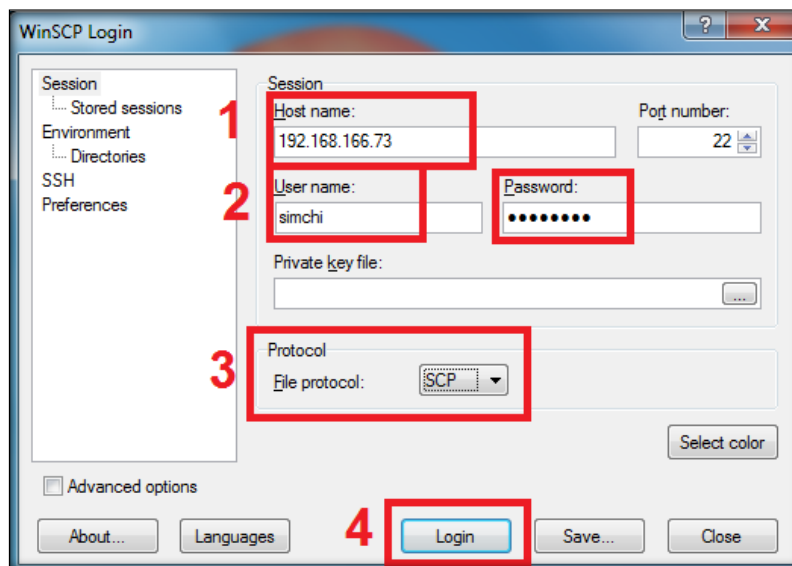 WinSCP Login
? X
Session
Stored sessions
Environment
Directories
SSH
Preferences
Session
1
Host name: Port number:
192.168.166.73 22
2
User name: Password:
simchi ••••••••
Private key file:
...
3
Protocol
File protocol: SCP
Select color
Advanced options
4
About... Languages Login Save... Close